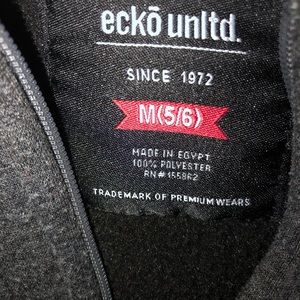 eckō unltd.
SINCE 1972
M(5/6)
MADE IN EGYPT
100% POLYESTER
RN# 155862
TRADEMARK OF PREMIUM WEARS